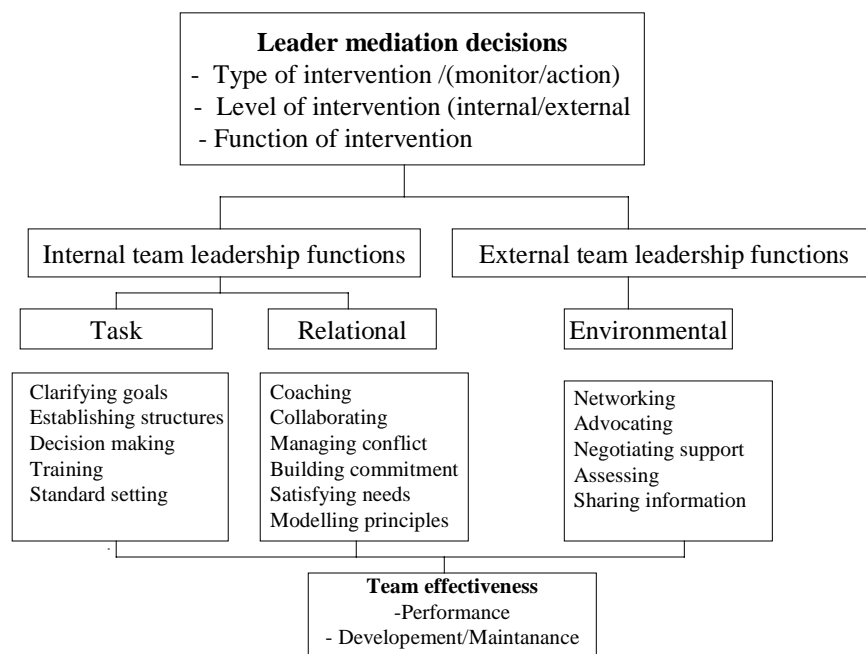 Leader mediation decisions
- Type of intervention /(monitor/action)
- Level of intervention (internal/external
- Function of intervention
Internal team leadership functions
External team leadership functions
Task
Relational
Environmental
Clarifying goals
Establishing structures
Decision making
Training
Standard setting
Coaching
Collaborating
Managing conflict
Building commitment
Satisfying needs
Modelling principles
Networking
Advocating
Negotiating support
Assessing
Sharing information
Team effectiveness
-Performance
- Developement/Maintanance